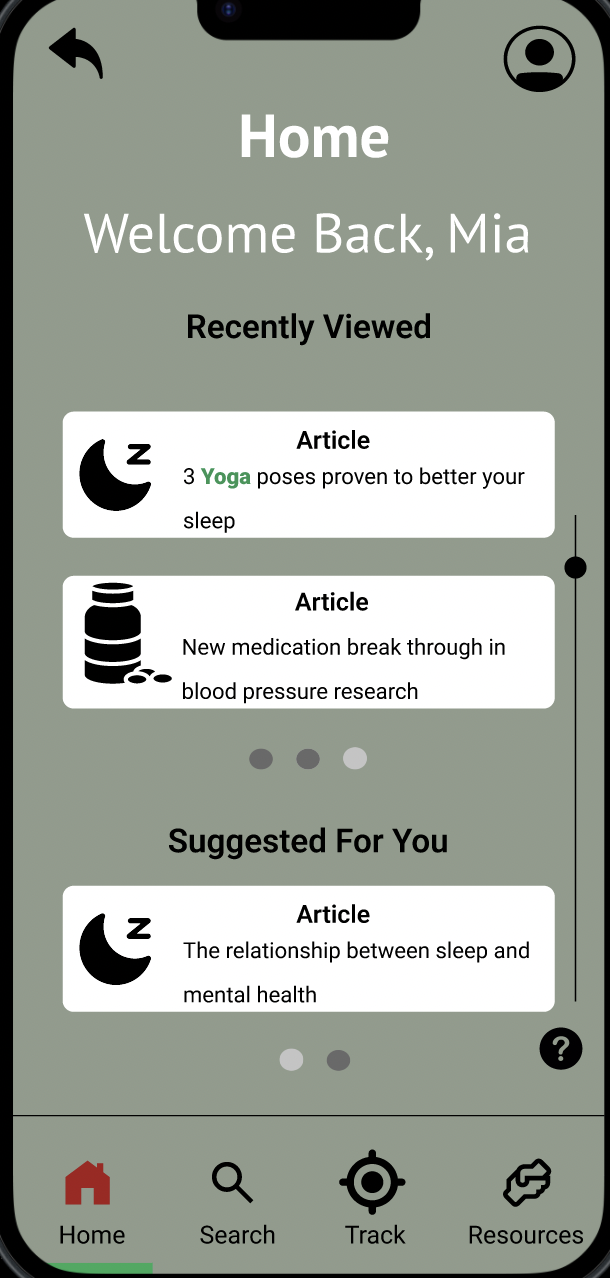 Home
Welcome Back, Mia
Recently Viewed
Article
3 Yoga poses proven to better your
sleep
Article
New medication break through in
blood pressure research
Suggested For You
Article
The relationship between sleep and
mental health
?
Home
Search
Track
Resources